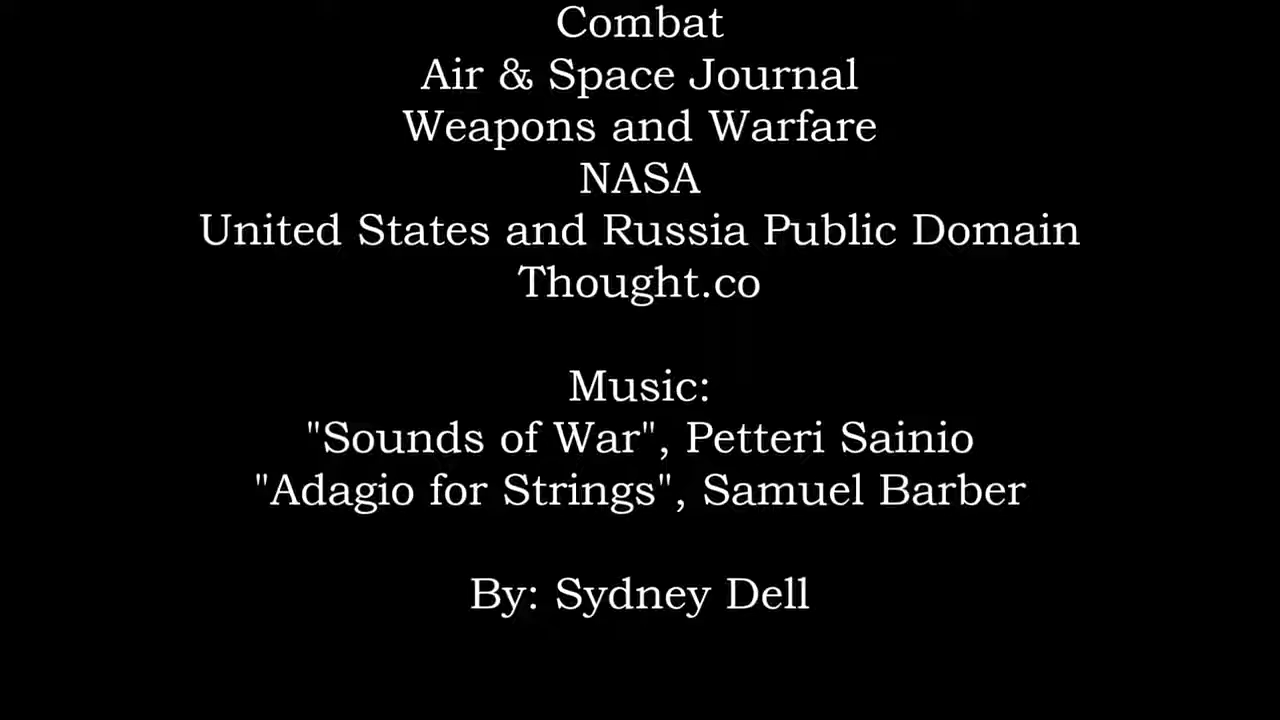 Combat
Air & Space Journal
Weapons and Warfare
NASA
United States and Russia Public Domain
Thought.co
Music:
"Sounds of War", Petteri Sainio
"Adagio for Strings", Samuel Barber
By: Sydney Dell